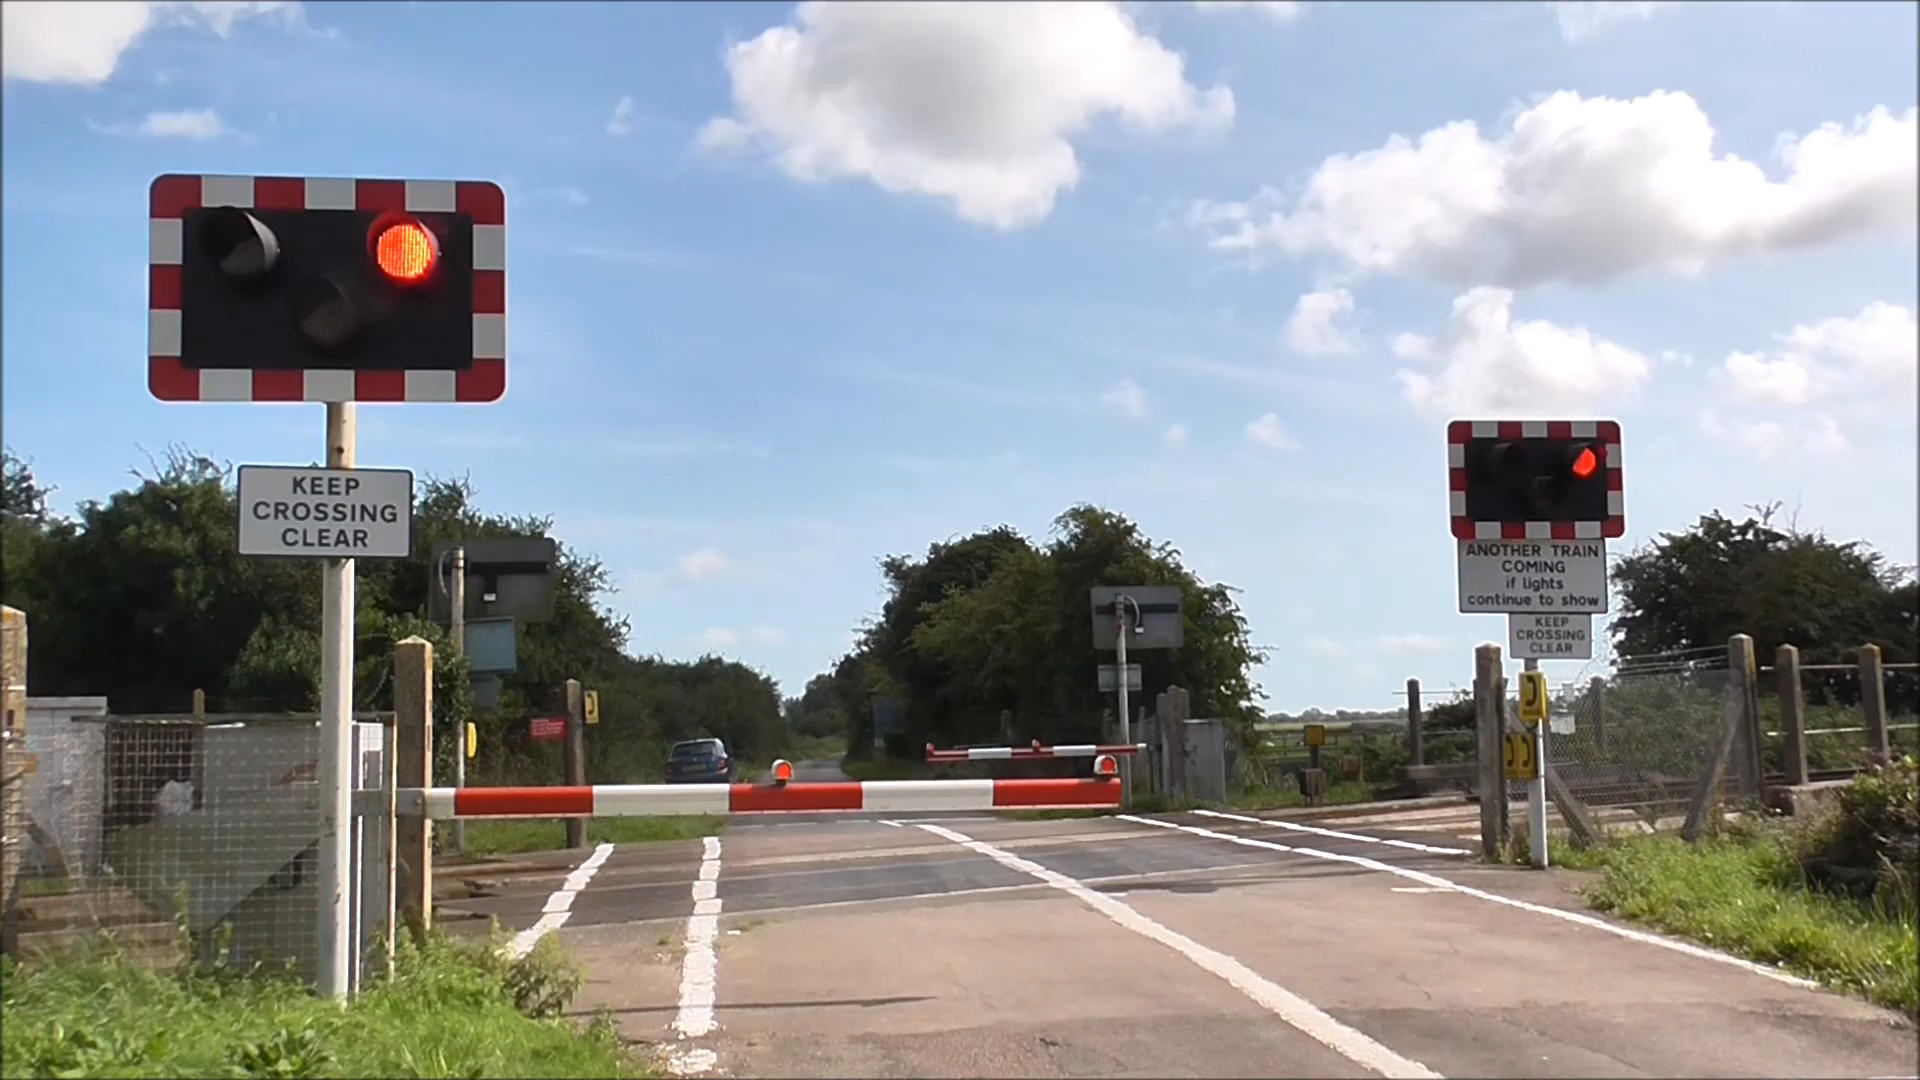 KEEP
CROSSING
CLEAR
ANOTHER TRAIN
COMING
if lights
continue to show
KEEP
CROSSING
CLEAR